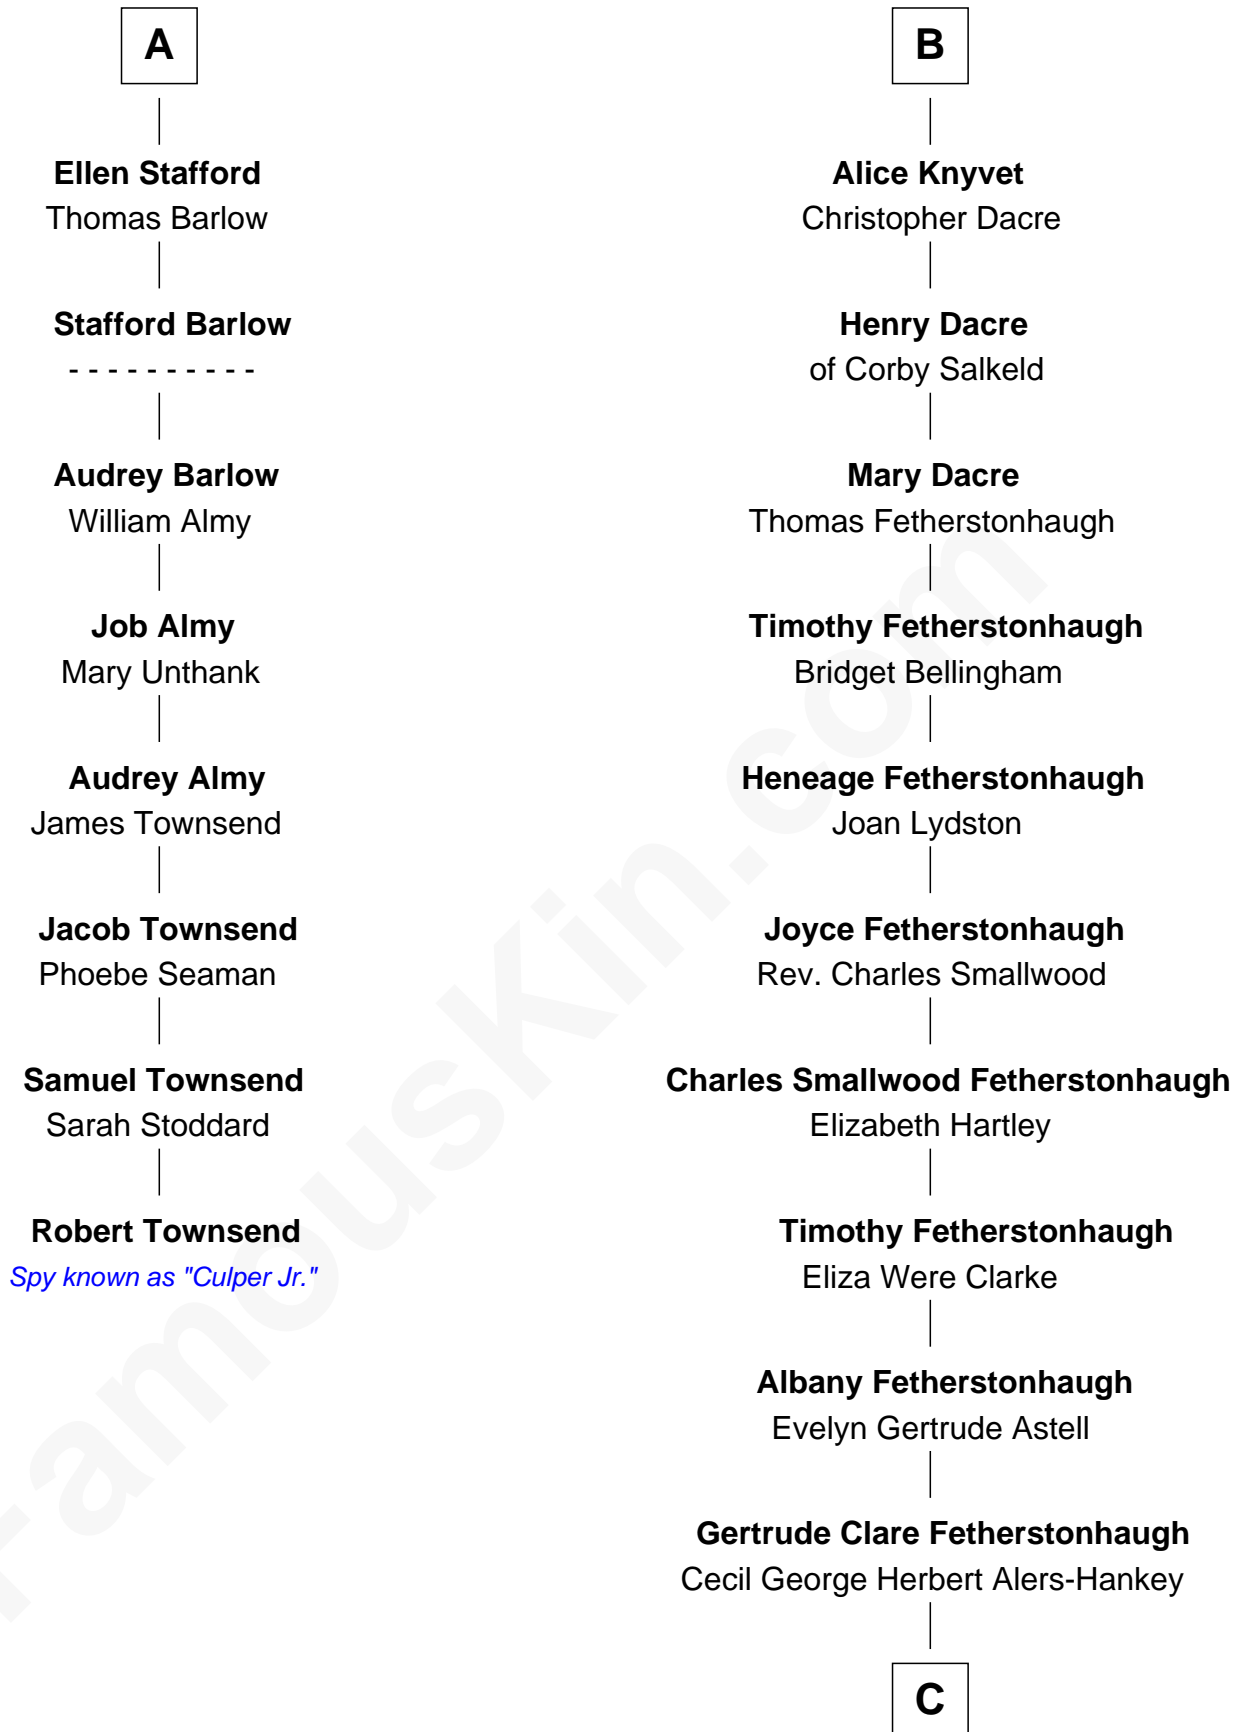 A
Ellen Stafford
Thomas Barlow
Stafford Barlow
- - - - - - - - - -
Audrey Barlow
William Almy
Job Almy
Mary Unthank
Audrey Almy
James Townsend
Jacob Townsend
Phoebe Seaman
Samuel Townsend
Sarah Stoddard
Robert Townsend
Spy known as "Culper Jr."
B
Alice Knyvet
Christopher Dacre
Henry Dacre
of Corby Salkeld
Mary Dacre
Thomas Fetherstonhaugh
Timothy Fetherstonhaugh
Bridget Bellingham
Heneage Fetherstonhaugh
Joan Lydston
Joyce Fetherstonhaugh
Rev. Charles Smallwood
Charles Smallwood Fetherstonhaugh
Elizabeth Hartley
Timothy Fetherstonhaugh
Eliza Were Clarke
Albany Fetherstonhaugh
Evelyn Gertrude Astell
Gertrude Clare Fetherstonhaugh
Cecil George Herbert Alers-Hankey
C
FamousKin.com